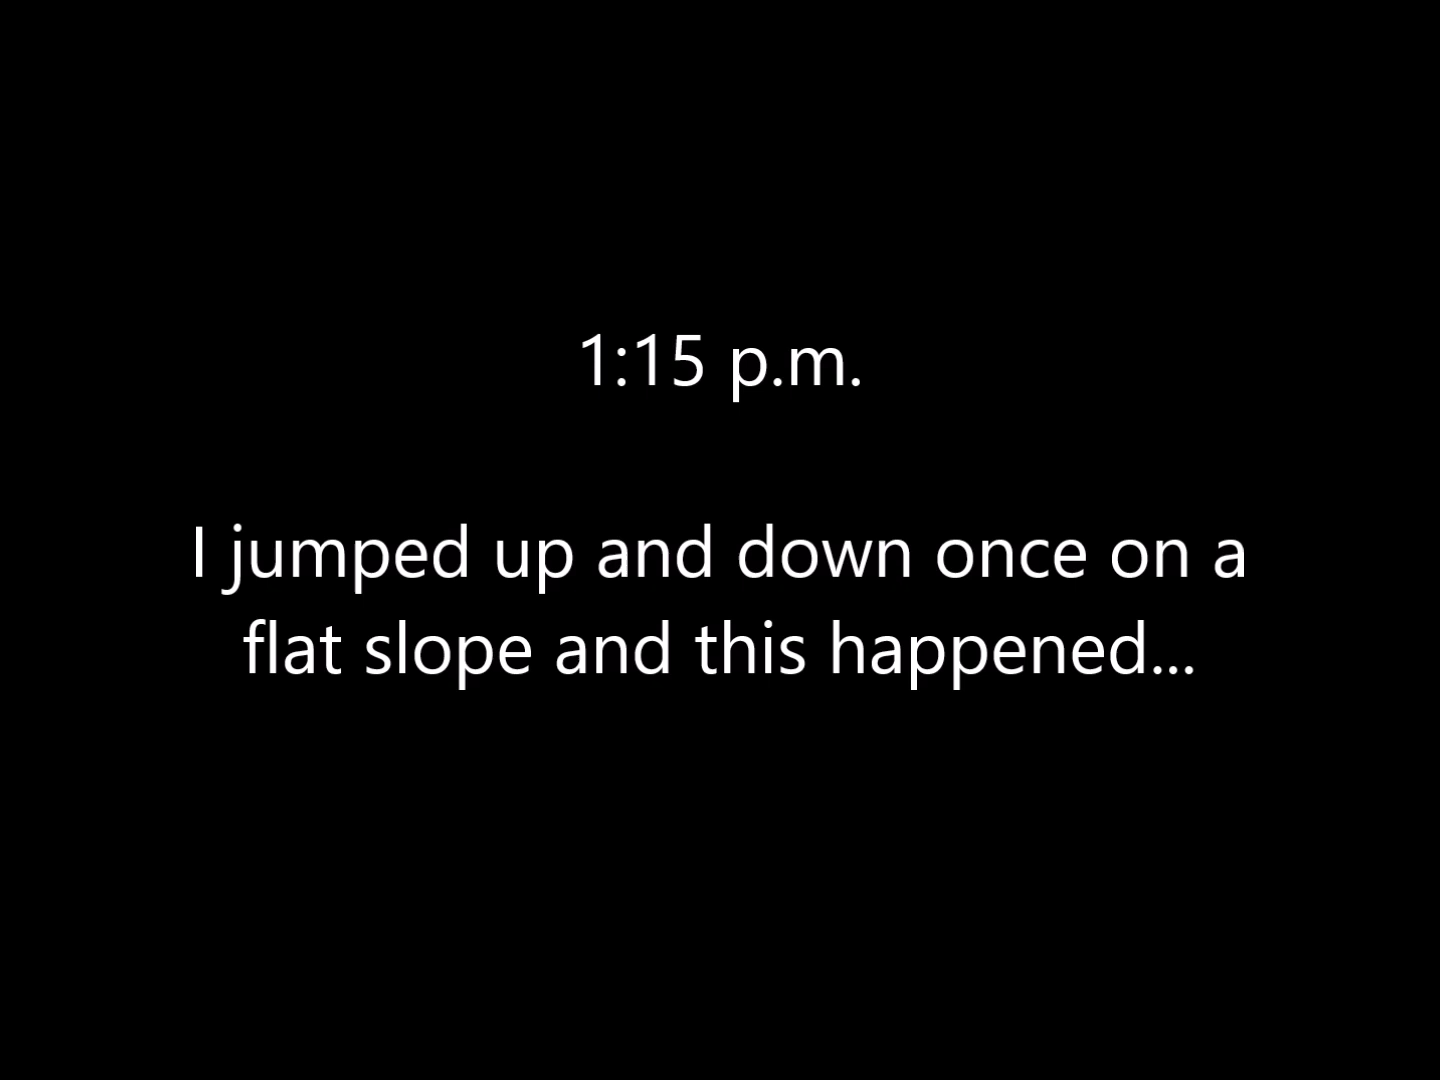 1:15 p.m.
I jumped up and down once on a
flat slope and this happened...